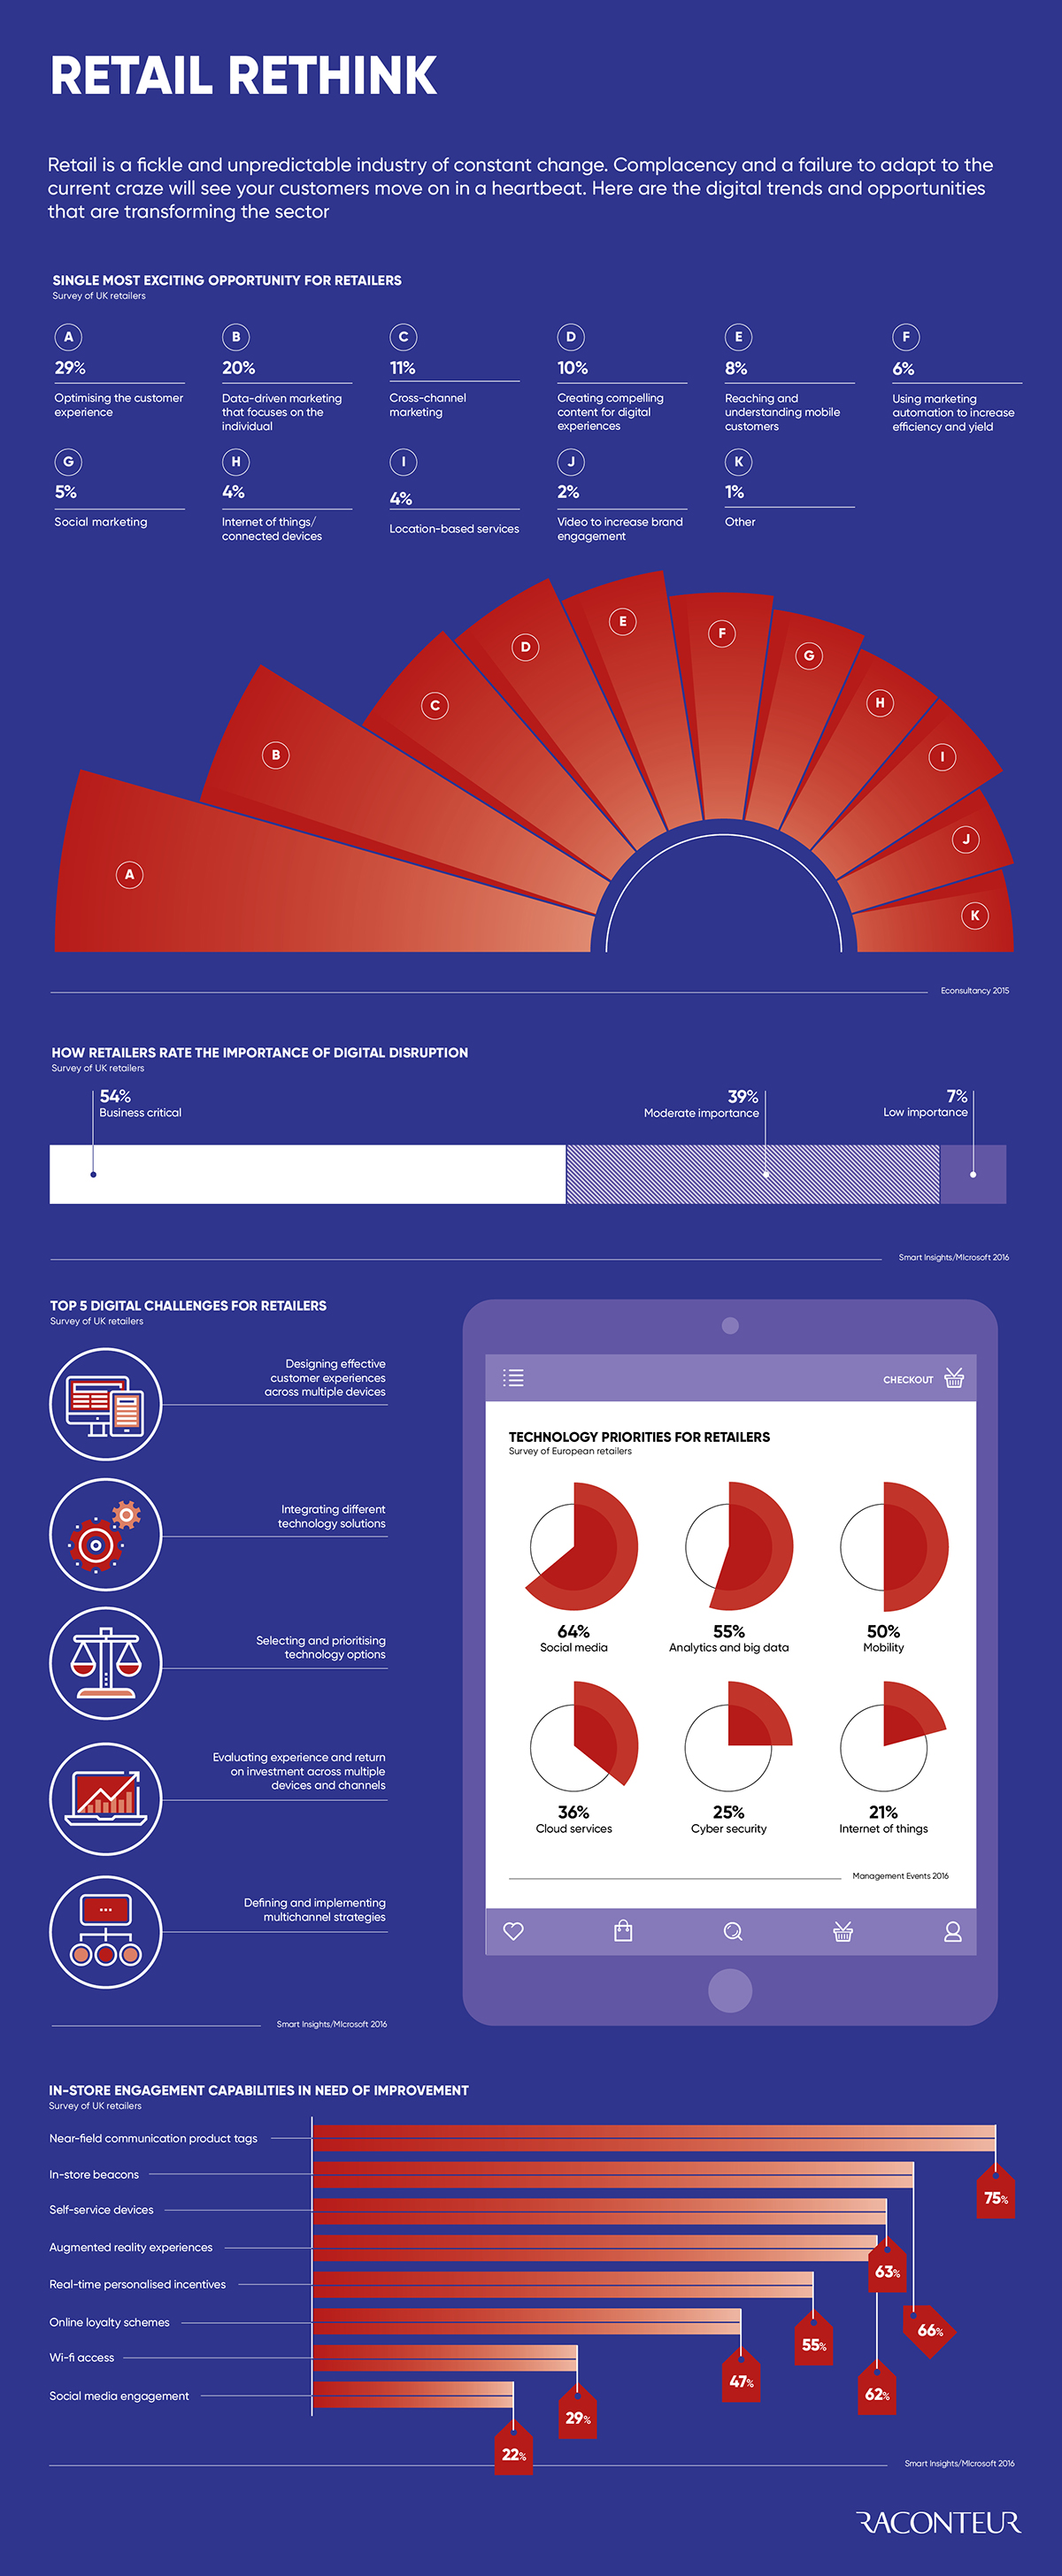 RETAIL RETHINK
Retail is a fickle and unpredictable industry of constant change. Complacency and a failure to adapt to the
current craze will see your customers move on in a heartbeat. Here are the digital trends and opportunities
that are transforming the sector
SINGLE MOST EXCITING OPPORTUNITY FOR RETAILERS
Survey of UK retailers
A
29%
Optimising the customer
experience
B
20%
Data-driven marketing
that focuses on the
individual
C
11%
Cross-channel
marketing
D
10%
Creating compelling
content for digital
experiences
E
8%
Reaching and
understanding mobile
customers
F
6%
Using marketing
automation to increase
efficiency and yield
G
5%
Social marketing
H
4%
Internet of things/
connected devices
I
4%
Location-based services
J
2%
Video to increase brand
engagement
K
1%
Other
A
B
C
D
E
F
G
H
I
J
K
Econsultancy 2015
HOW RETAILERS RATE THE IMPORTANCE OF DIGITAL DISRUPTION
Survey of UK retailers
54%
Business critical
39%
Moderate importance
7%
Low importance
Smart Insights/MIcrosoft 2016
TOP 5 DIGITAL CHALLENGES FOR RETAILERS
Survey of UK retailers
Designing effective
customer experiences
across multiple devices
Integrating different
technology solutions
Selecting and prioritising
technology options
Evaluating experience and return
on investment across multiple
devices and channels
Defining and implementing
multichannel strategies
Smart Insights/MIcrosoft 2016
CHECKOUT
TECHNOLOGY PRIORITIES FOR RETAILERS
Survey of European retailers
64%
Social media
55%
Analytics and big data
50%
Mobility
36%
Cloud services
25%
Cyber security
21%
Internet of things
Management Events 2016
IN-STORE ENGAGEMENT CAPABILITIES IN NEED OF IMPROVEMENT
Survey of UK retailers
Near-field communication product tags
75%
In-store beacons
66%
Self-service devices
63%
Augmented reality experiences
62%
Real-time personalised incentives
55%
Online loyalty schemes
47%
Wi-fi access
29%
Social media engagement
22%
Smart Insights/MIcrosoft 2016
RACONTEUR